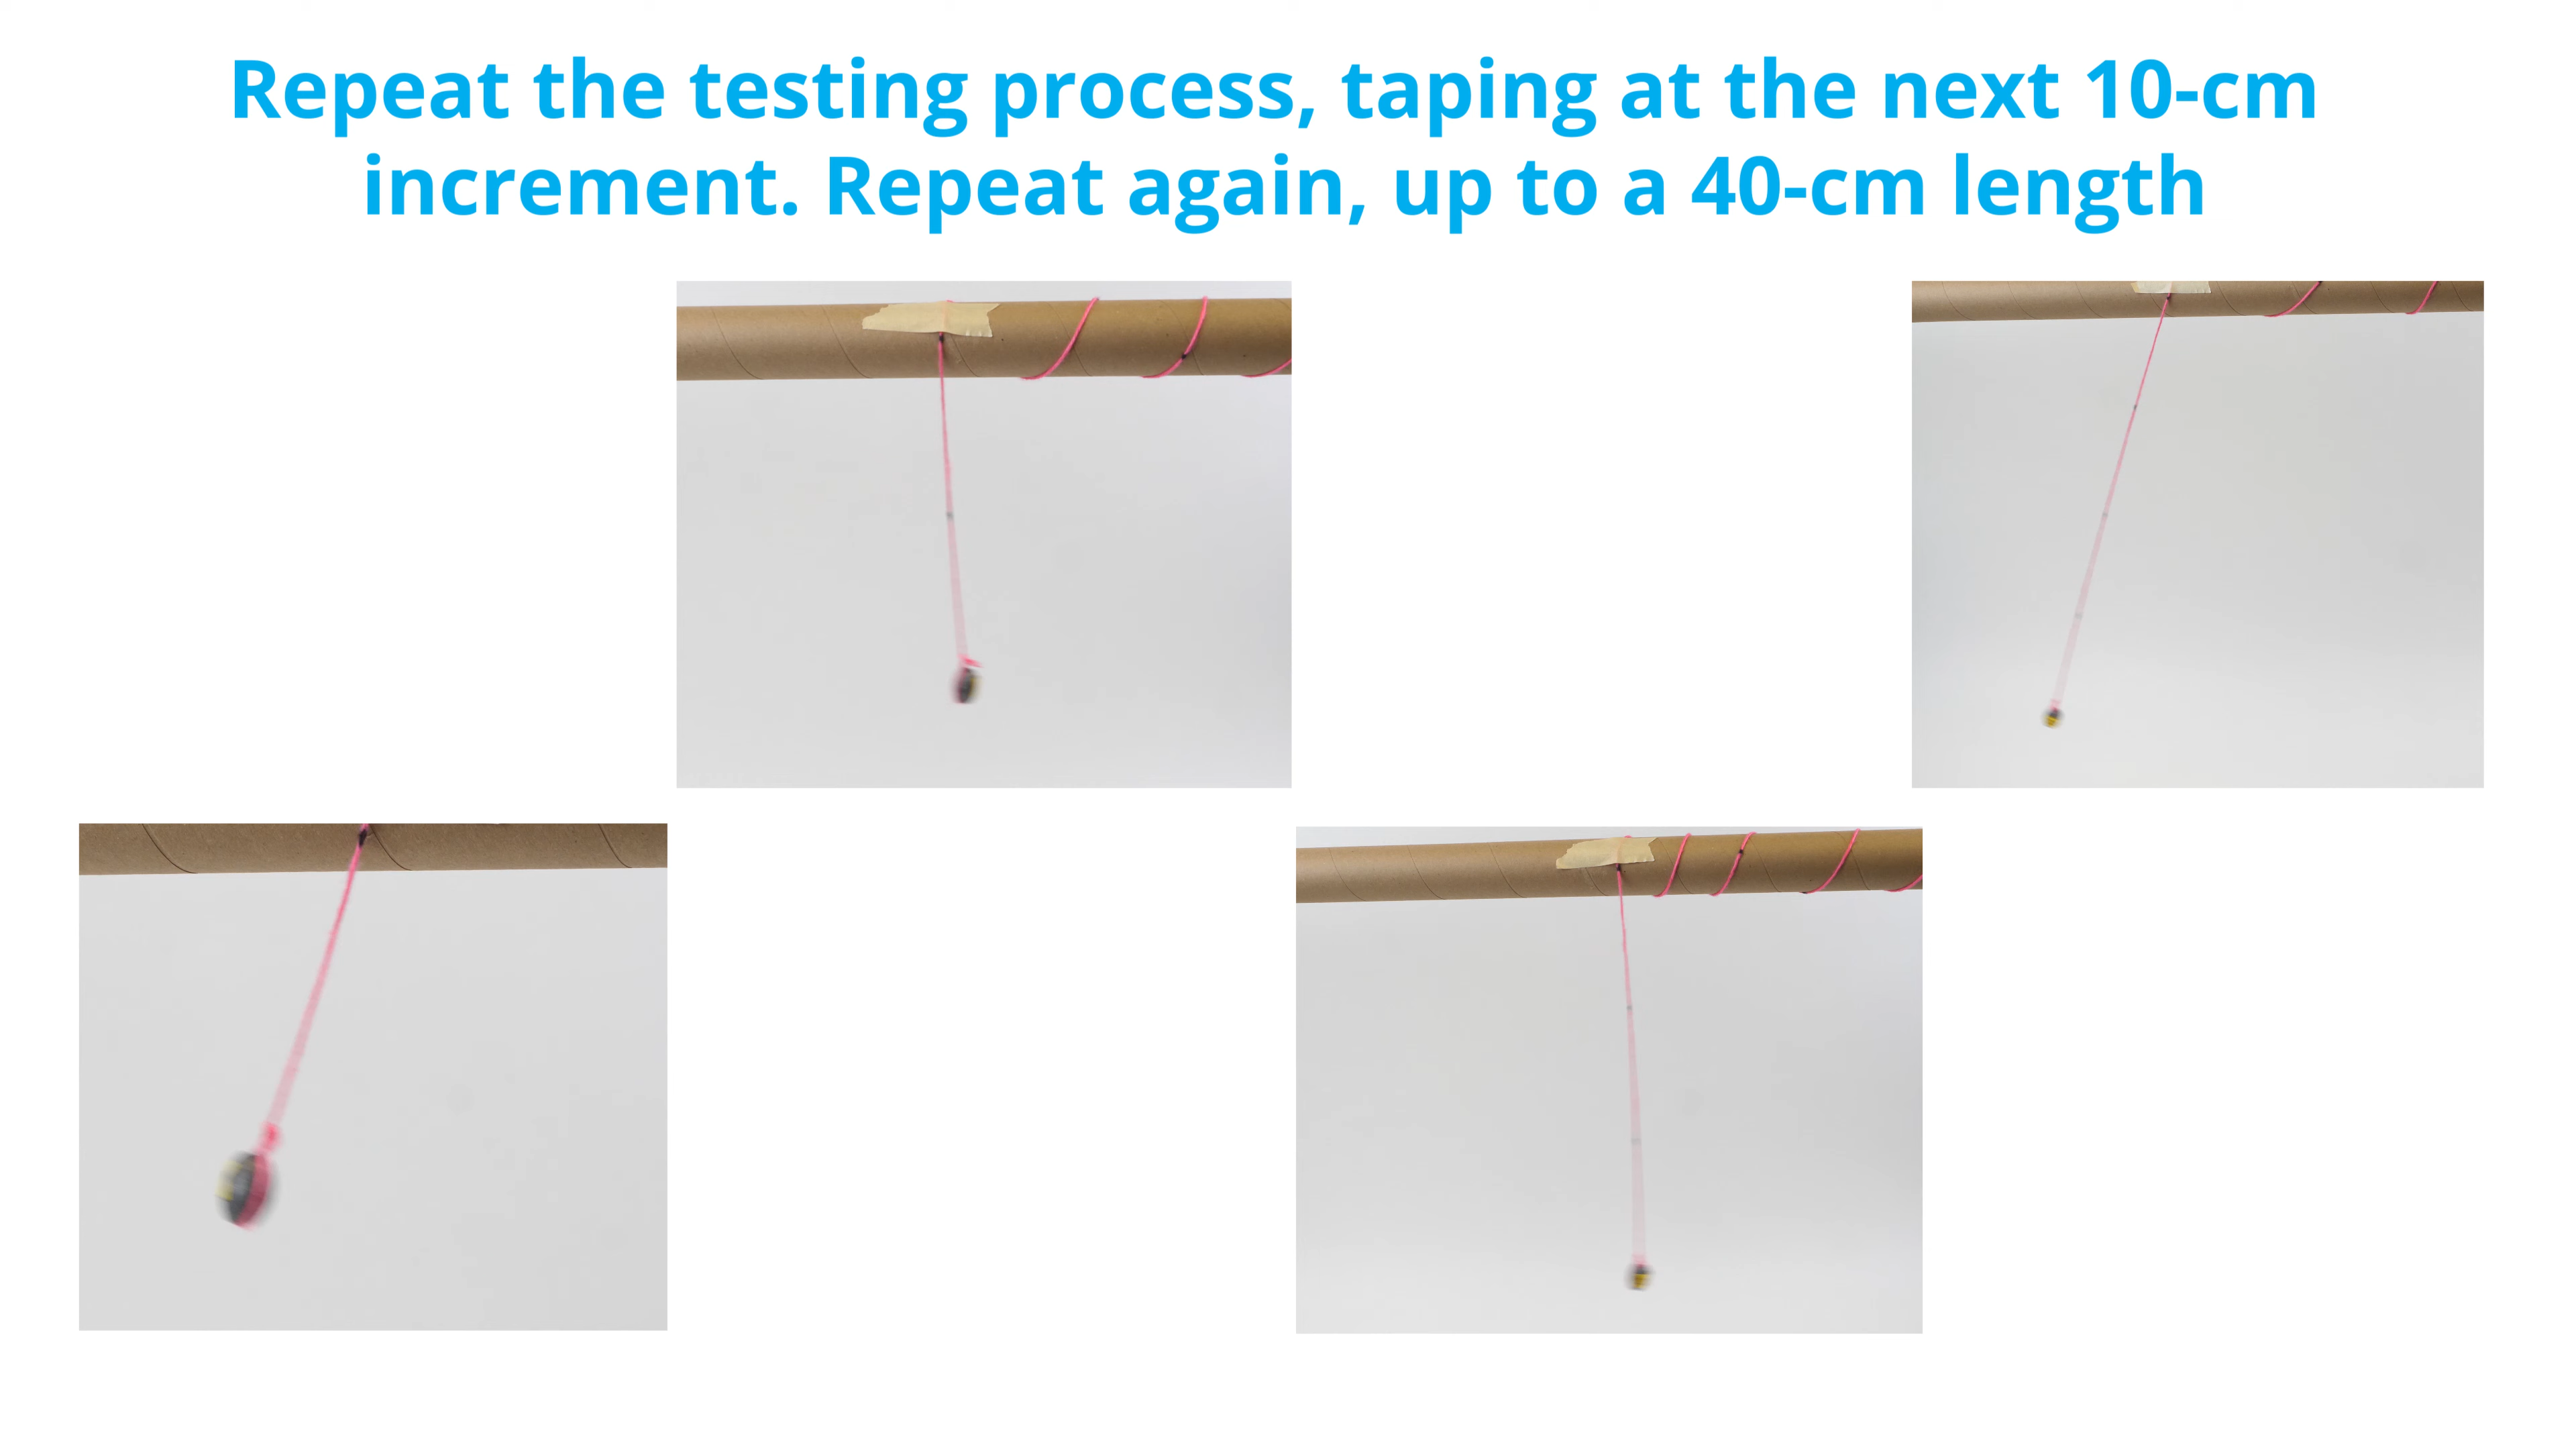 Repeat the testing process, taping at the next 10-cm
increment. Repeat again, up to a 40-cm length